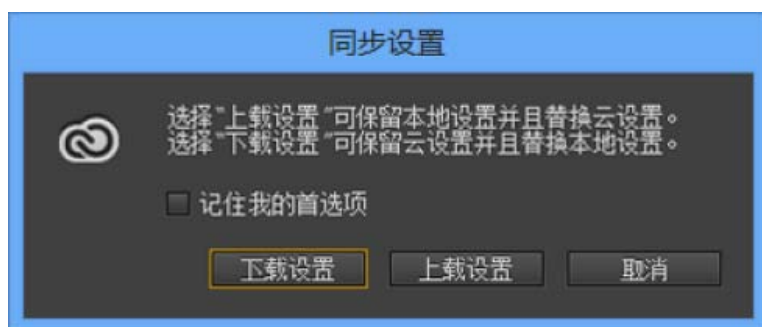 同步设置
选择“上载设置”可保留本地设置并且替换云设置。
选择“下载设置”可保留云设置并且替换本地设置。
记住我的首选项
下载设置 上载设置 取消